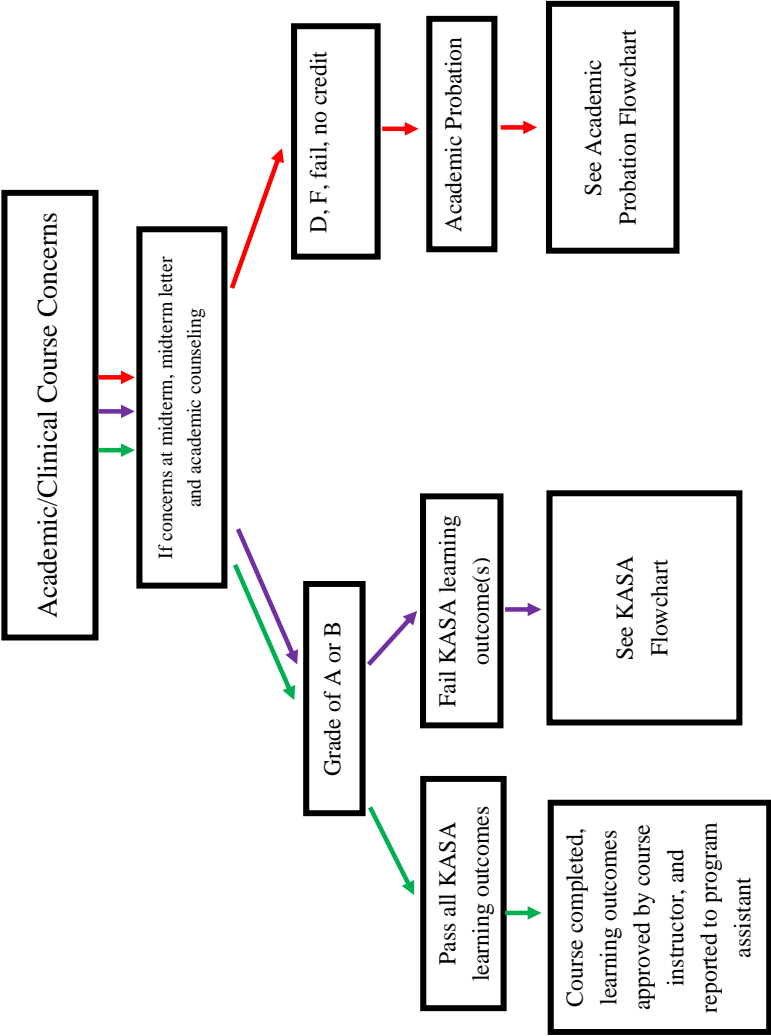 Academic/Clinical Course Concerns
If concerns at midterm, midterm letter
and academic counseling
Grade of A or B
D, F, fail, no credit
Pass all KASA
learning outcomes
Fail KASA learning
outcome(s)
Academic Probation
Course completed,
learning outcomes
approved by course
instructor, and
reported to program
assistant
See KASA
Flowchart
See Academic
Probation Flowchart